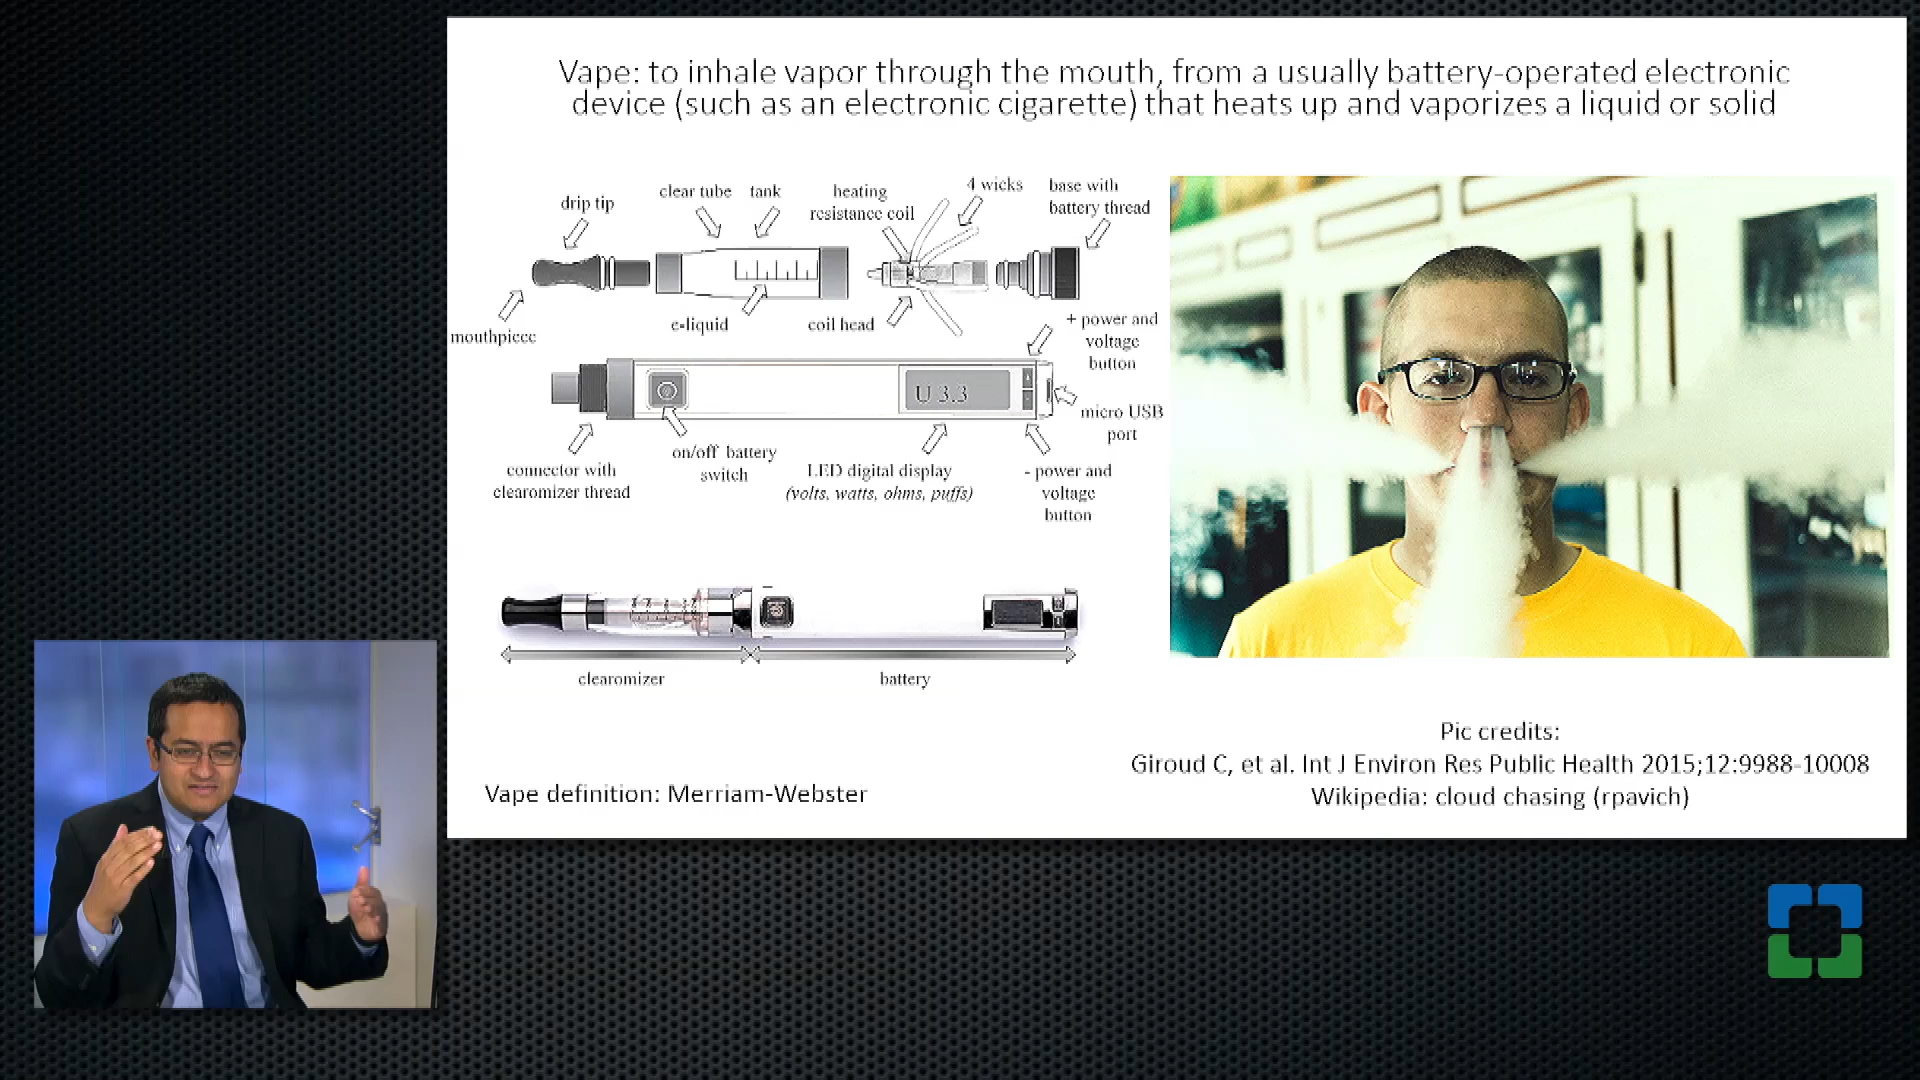 Vape: to inhale vapor through the mouth, from a usually battery-operated electronic
device (such as an electronic cigarette) that heats up and vaporizes a liquid or solid
drip tip
clear tube
tank
heating
resistance coil
4 wicks
base with
battery thread
mouthpiece
e-liquid
coil head
+ power and
voltage
button
U 3.3
micro USB
port
connector with
clearomizer thread
on/off battery
switch
LED digital display
(volts, watts, ohms, puffs)
- power and
voltage
button
clearomizer
battery
Vape definition: Merriam-Webster
Pic credits:
Giroud C, et al. Int J Environ Res Public Health 2015;12:9988-10008
Wikipedia: cloud chasing (rpavich)